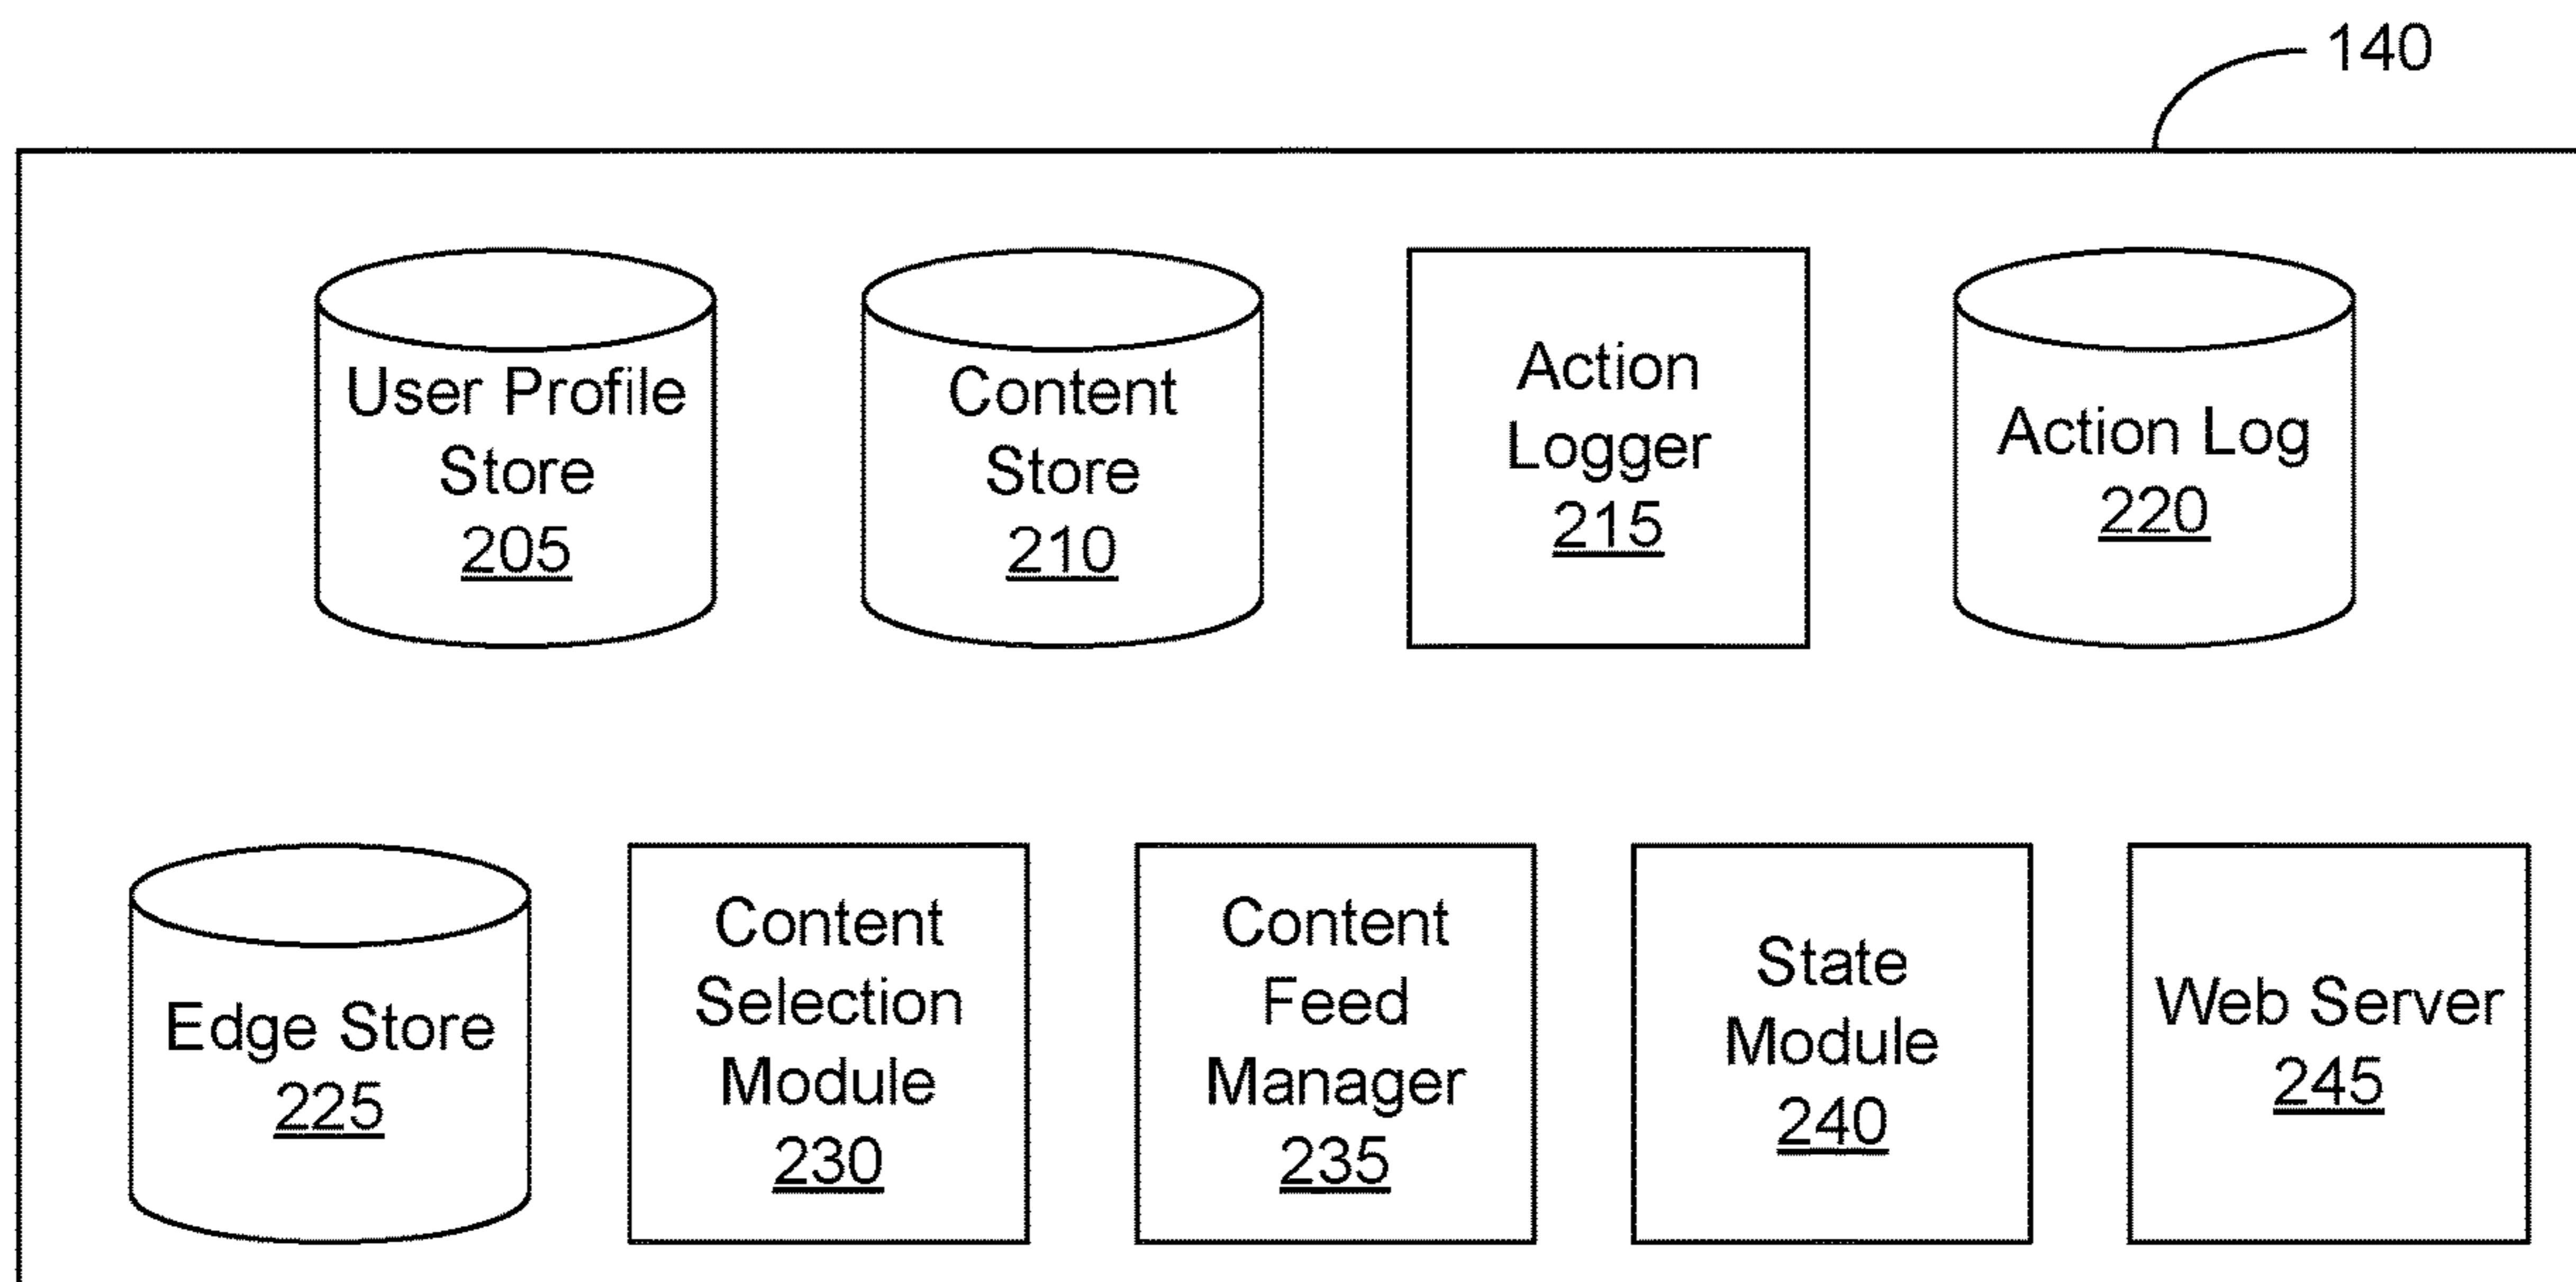 140
User Profile
Store
205
Content
Store
210
Action
Logger
215
Action Log
220
Edge Store
225
Content
Selection
Module
230
Content
Feed
Manager
235
State
Module
240
Web Server
245